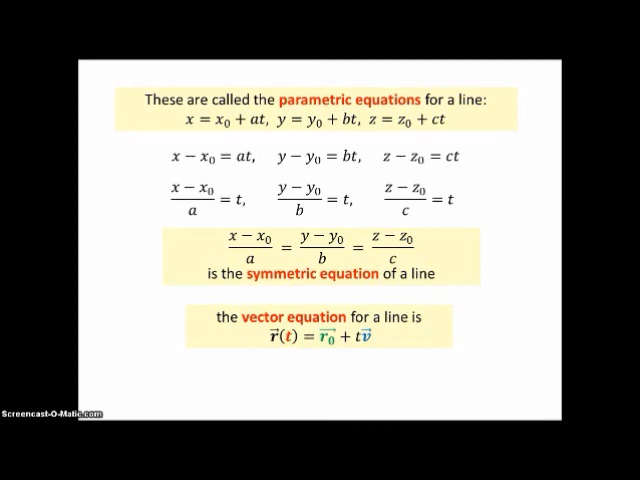 These are called the parametric equations for a line:
x = x₀ + at, y = y₀ + bt, z = z₀ + ct
x − x₀ = at, y − y₀ = bt, z − z₀ = ct
(x − x₀)/a = t, (y − y₀)/b = t, (z − z₀)/c = t
(x − x₀)/a = (y − y₀)/b = (z − z₀)/c
is the symmetric equation of a line
the vector equation for a line is
r⃗(t) = r₀⃗ + tv⃗
Screencast-O-Matic.com